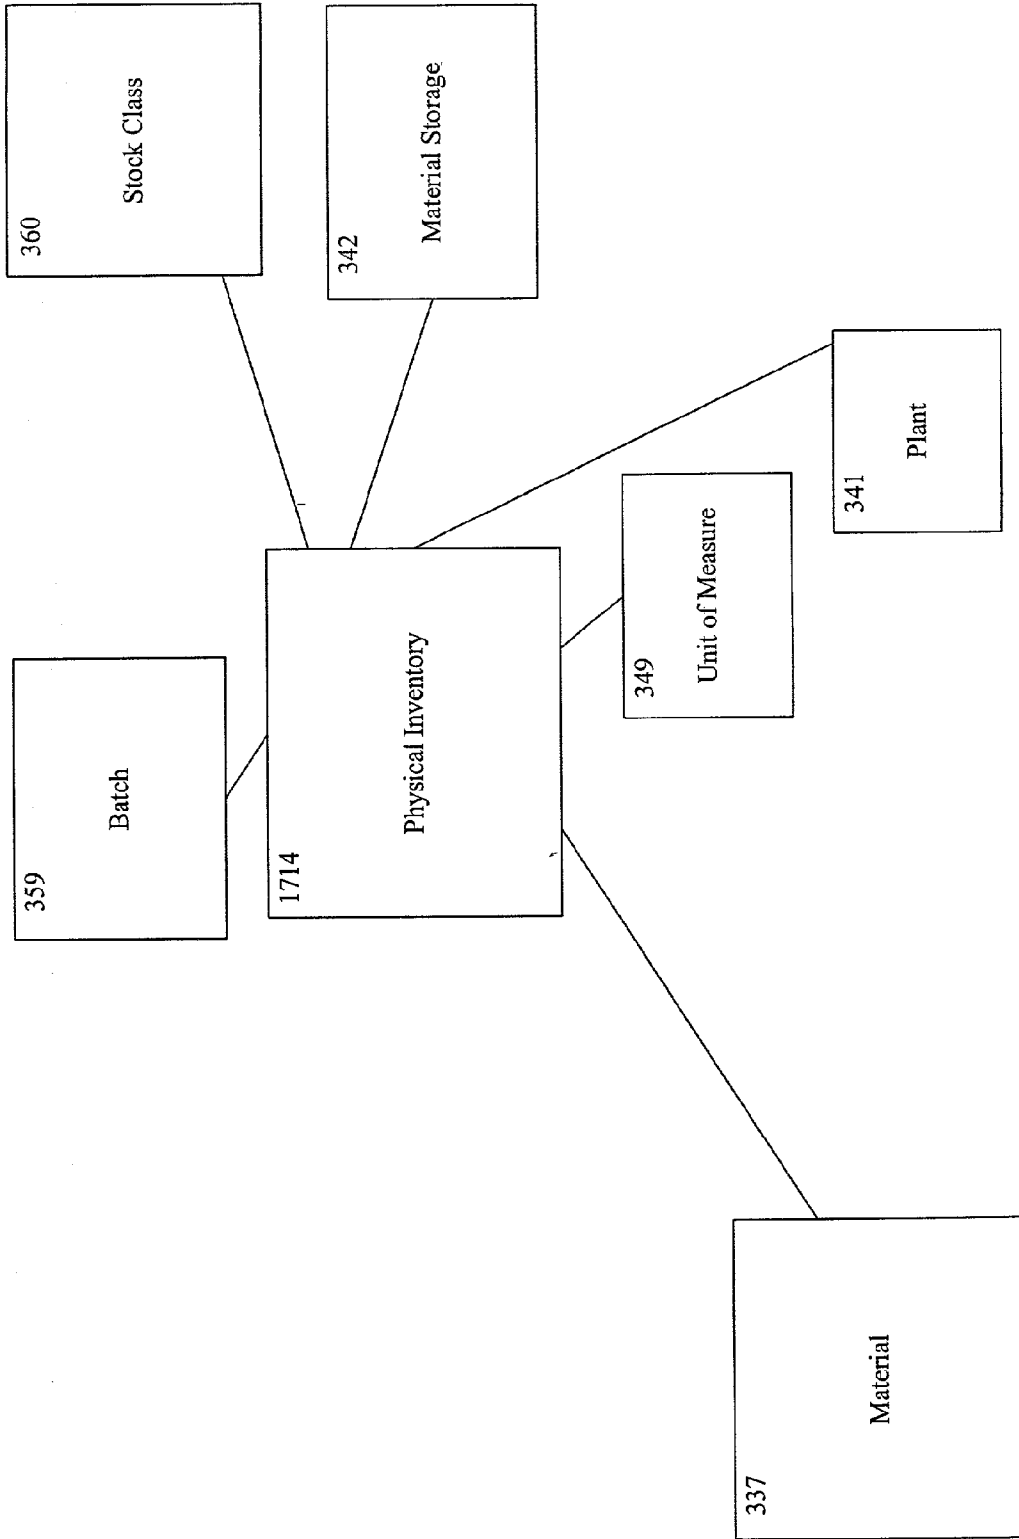 359
Batch
360
Stock Class
1714
Physical Inventory
342
Material Storage
349
Unit of Measure
337
Material
341
Plant